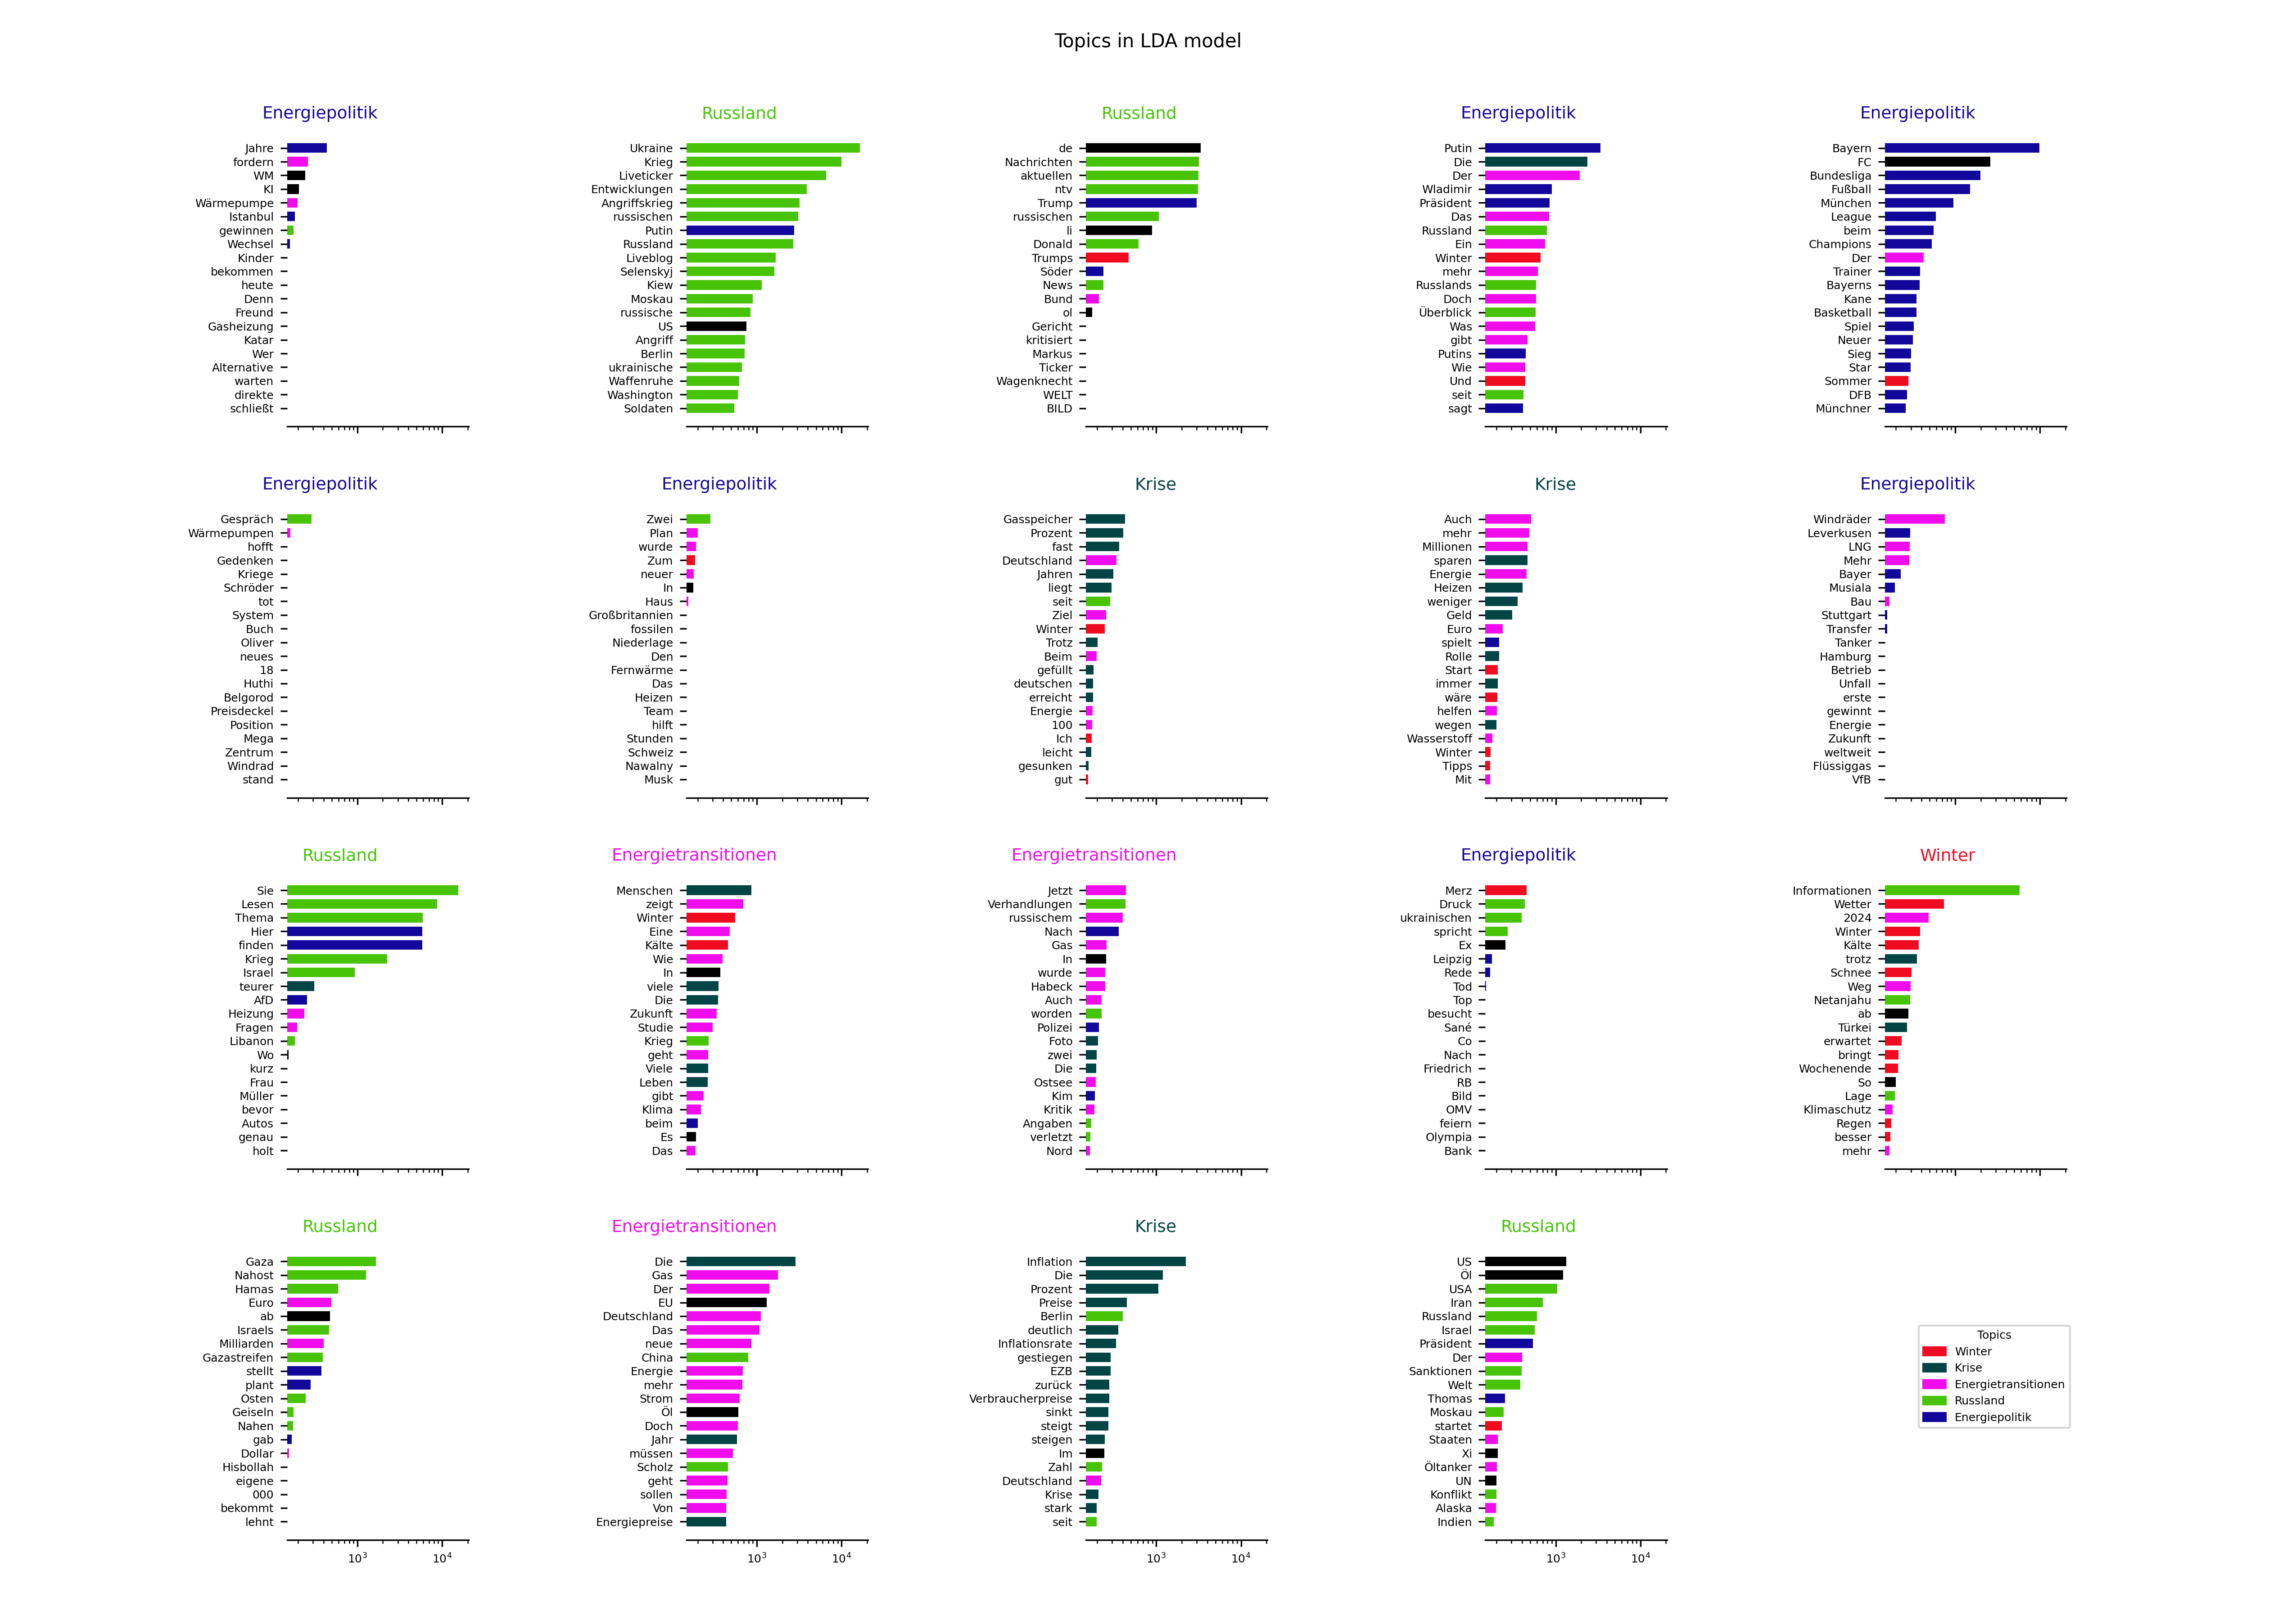 Topics in LDA model
Energiepolitik
Jahre
fordern
WM
KI
Wärmepumpe
Istanbul
gewinnen
Wechsel
Kinder
bekommen
heute
Denn
Freund
Gasheizung
Katar
Wer
Alternative
warten
direkte
schließt
Russland
Ukraine
Krieg
Liveticker
Entwicklungen
Angriffskrieg
russischen
Putin
Russland
Liveblog
Selenskyj
Kiew
Moskau
russische
US
Angriff
Berlin
ukrainische
Waffenruhe
Washington
Soldaten
Russland
de
Nachrichten
aktuellen
ntv
Trump
russischen
li
Donald
Trumps
Söder
News
Bund
ol
Gericht
kritisiert
Markus
Ticker
Wagenknecht
WELT
BILD
Energiepolitik
Putin
Die
Der
Wladimir
Präsident
Das
Russland
Ein
Winter
mehr
Russlands
Doch
Überblick
Was
gibt
Putins
Wie
Und
seit
sagt
Energiepolitik
Bayern
FC
Bundesliga
Fußball
München
League
beim
Champions
Der
Trainer
Bayerns
Kane
Basketball
Spiel
Neuer
Sieg
Star
Sommer
DFB
Münchner
Energiepolitik
Gespräch
Wärmepumpen
hofft
Gedenken
Kriege
Schröder
tot
System
Buch
Oliver
neues
18
Huthi
Belgorod
Preisdeckel
Position
Mega
Zentrum
Windrad
stand
Energiepolitik
Zwei
Plan
wurde
Zum
neuer
In
Haus
Großbritannien
fossilen
Niederlage
Den
Fernwärme
Das
Heizen
Team
hilft
Stunden
Schweiz
Nawalny
Musk
Krise
Gasspeicher
Prozent
fast
Deutschland
Jahren
liegt
seit
Ziel
Winter
Trotz
Beim
gefüllt
deutschen
erreicht
Energie
100
Ich
leicht
gesunken
gut
Krise
Auch
mehr
Millionen
sparen
Energie
Heizen
weniger
Geld
Euro
spielt
Rolle
Start
immer
wäre
helfen
wegen
Wasserstoff
Winter
Tipps
Mit
Energiepolitik
Windräder
Leverkusen
LNG
Mehr
Bayer
Musiala
Bau
Stuttgart
Transfer
Tanker
Hamburg
Betrieb
Unfall
erste
gewinnt
Energie
Zukunft
weltweit
Flüssiggas
VfB
Russland
Sie
Lesen
Thema
Hier
finden
Krieg
Israel
teurer
AfD
Heizung
Fragen
Libanon
Wo
kurz
Frau
Müller
bevor
Autos
genau
holt
Energietransitionen
Menschen
zeigt
Winter
Eine
Kälte
Wie
In
viele
Die
Zukunft
Studie
Krieg
geht
Viele
Leben
gibt
Klima
beim
Es
Das
Energietransitionen
Jetzt
Verhandlungen
russischem
Nach
Gas
In
wurde
Habeck
Auch
worden
Polizei
Foto
zwei
Die
Ostsee
Kim
Kritik
Angaben
verletzt
Nord
Energiepolitik
Merz
Druck
ukrainischen
spricht
Ex
Leipzig
Rede
Tod
Top
besucht
Sané
Co
Nach
Friedrich
RB
Bild
OMV
feiern
Olympia
Bank
Winter
Informationen
Wetter
2024
Winter
Kälte
trotz
Schnee
Weg
Netanjahu
ab
Türkei
erwartet
bringt
Wochenende
So
Lage
Klimaschutz
Regen
besser
mehr
Russland
Gaza
Nahost
Hamas
Euro
ab
Israels
Milliarden
Gazastreifen
stellt
plant
Osten
Geiseln
Nahen
gab
Dollar
Hisbollah
eigene
000
bekommt
lehnt
10³
10⁴
Energietransitionen
Die
Gas
Der
EU
Deutschland
Das
neue
China
Energie
mehr
Strom
Öl
Doch
Jahr
müssen
Scholz
geht
sollen
Von
Energiepreise
10³
10⁴
Krise
Inflation
Die
Prozent
Preise
Berlin
deutlich
Inflationsrate
gestiegen
EZB
zurück
Verbraucherpreise
sinkt
steigt
steigen
Im
Zahl
Deutschland
Krise
stark
seit
10³
10⁴
Russland
US
Öl
USA
Iran
Russland
Israel
Präsident
Der
Sanktionen
Welt
Thomas
Moskau
startet
Staaten
Xi
Öltanker
UN
Konflikt
Alaska
Indien
10³
10⁴
Topics
Winter
Krise
Energietransitionen
Russland
Energiepolitik